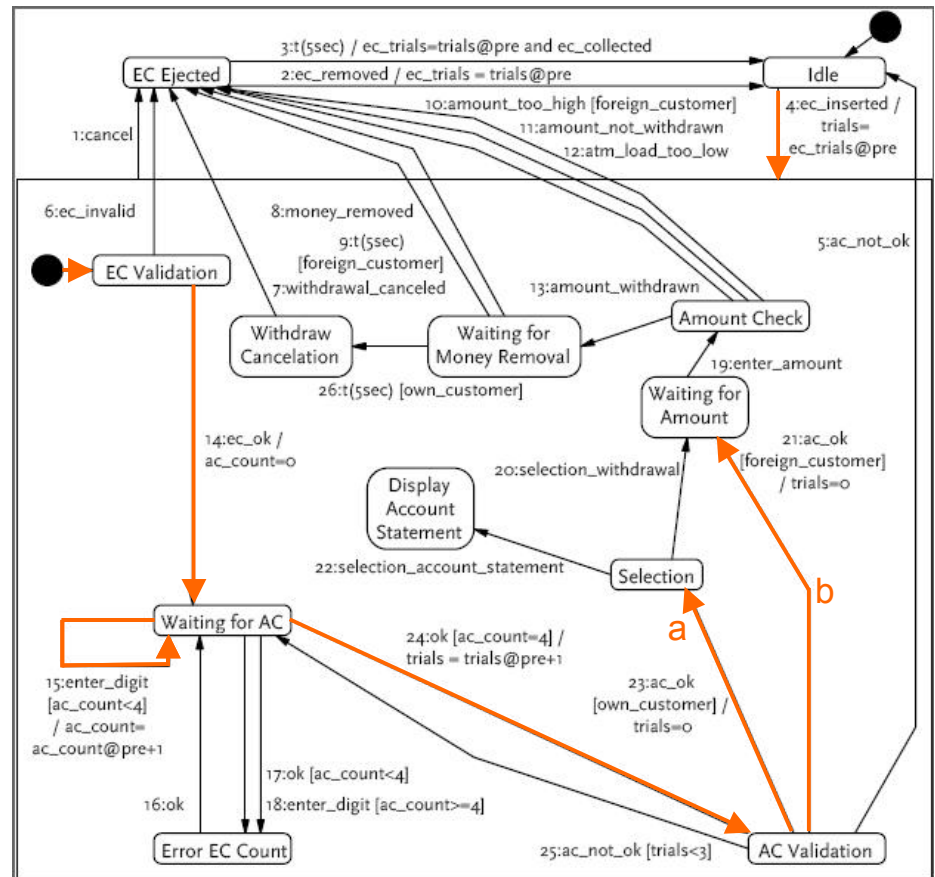 3:t(5sec) / ec_trials=trials@pre and ec_collected
EC Ejected
2:ec_removed / ec_trials = trials@pre
Idle
10:amount_too_high [foreign_customer]
11:amount_not_withdrawn
12:atm_load_too_low
4:ec_inserted /
trials=
ec_trials@pre
1:cancel
6:ec_invalid
8:money_removed
5:ac_not_ok
9:t(5sec)
[foreign_customer]
7:withdrawal_canceled
EC Validation
13:amount_withdrawn
Withdraw
Cancelation
Waiting for
Money Removal
Amount Check
26:t(5sec) [own_customer]
19:enter_amount
Waiting for
Amount
14:ec_ok /
ac_count=0
21:ac_ok
[foreign_customer]
/ trials=0
20:selection_withdrawal
Display
Account
Statement
22:selection_account_statement
Selection
b
a
Waiting for AC
24:ok [ac_count=4] /
trials = trials@pre+1
15:enter_digit
[ac_count<4]
/ ac_count=
ac_count@pre+1
23:ac_ok
[own_customer] /
trials=0
17:ok [ac_count<4]
18:enter_digit [ac_count>=4]
16:ok
Error EC Count
25:ac_not_ok [trials<3]
AC Validation